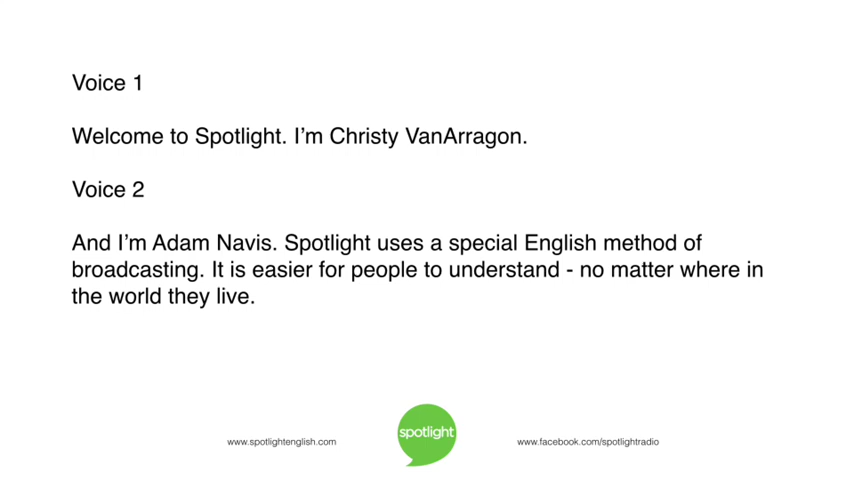 Voice 1
Welcome to Spotlight. I'm Christy VanArragon.
Voice 2
And I'm Adam Navis. Spotlight uses a special English method of
broadcasting. It is easier for people to understand - no matter where in
the world they live.
spotlight
www.spotlightenglish.com
www.facebook.com/spotlightradio